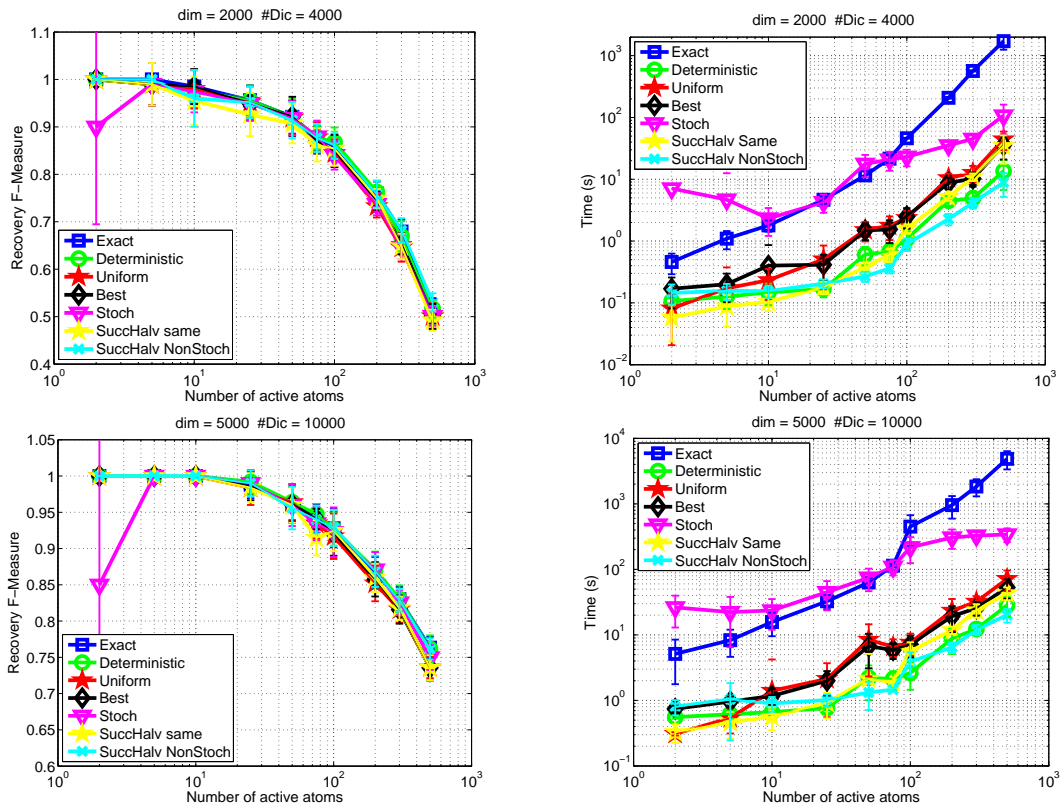 dim = 2000 #Dic = 4000
Recovery F-Measure
1.1
1
0.9
0.8
0.7
0.6
0.5
0.4
Exact
Deterministic
Uniform
Best
Stoch
SuccHalv same
SuccHalv NonStoch
10^0
10^1
10^2
10^3
Number of active atoms
dim = 2000 #Dic = 4000
Time (s)
10^3
10^2
10^1
10^0
10^-1
10^-2
Exact
Deterministic
Uniform
Best
Stoch
SuccHalv Same
SuccHalv NonStoch
10^0
10^1
10^2
10^3
Number of active atoms
dim = 5000 #Dic = 10000
Recovery F-Measure
1.05
1
0.95
0.9
0.85
0.8
0.75
0.7
0.65
0.6
Exact
Deterministic
Uniform
Best
Stoch
SuccHalv same
SuccHalv NonStoch
10^0
10^1
10^2
10^3
Number of active atoms
dim = 5000 #Dic = 10000
Time (s)
10^4
10^3
10^2
10^1
10^0
10^-1
Exact
Deterministic
Uniform
Best
Stoch
SuccHalv Same
SuccHalv NonStoch
10^0
10^1
10^2
10^3
Number of active atoms